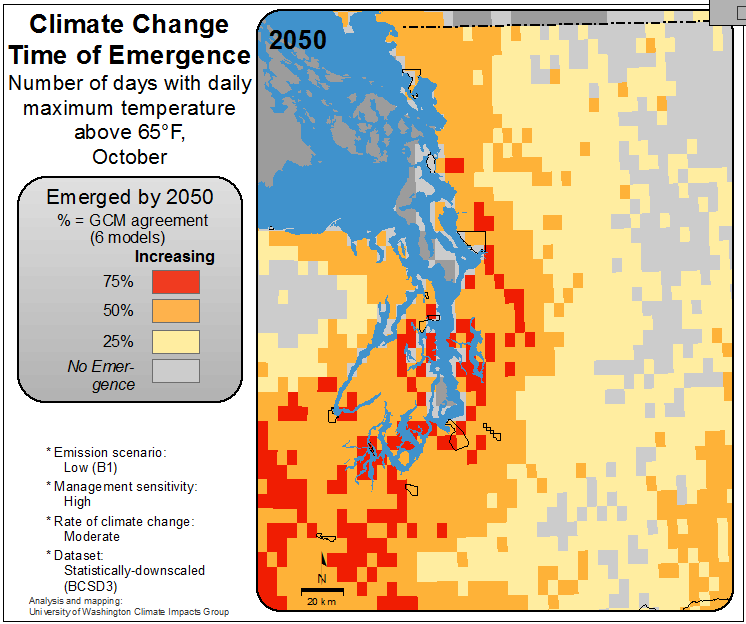 Climate Change
Time of Emergence
Number of days with daily
maximum temperature
above 65°F,
October
2050
Emerged by 2050
% = GCM agreement
(6 models)
Increasing
75%
50%
25%
No Emer-
gence
* Emission scenario:
Low (B1)
* Management sensitivity:
High
* Rate of climate change:
Moderate
* Dataset:
Statistically-downscaled
(BCSD3)
Analysis and mapping:
University of Washington Climate Impacts Group
N
20 km